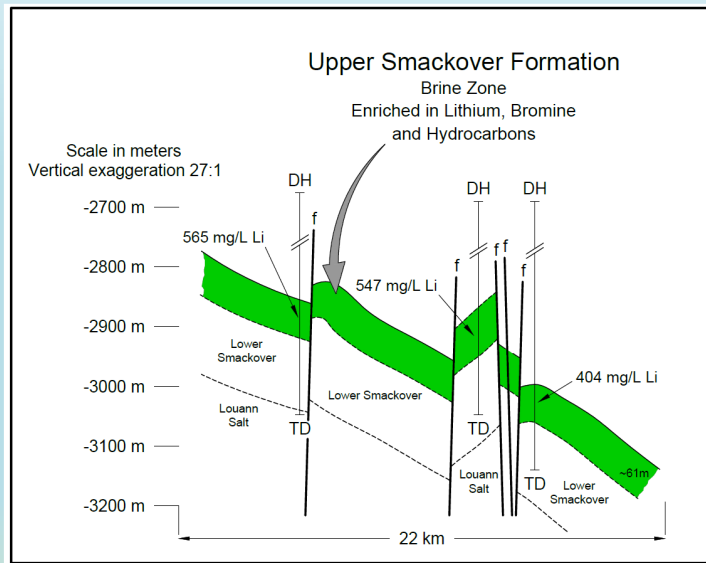 Upper Smackover Formation
Brine Zone
Enriched in Lithium, Bromine
and Hydrocarbons
Scale in meters
Vertical exaggeration 27:1
DH
DH
DH
-2700 m
f
565 mg/L Li
f
f
-2800 m
f
f
547 mg/L Li
-2900 m
Lower
Smackover
-3000 m
404 mg/L Li
Lower Smackover
Louann
Salt
TD
TD
-3100 m
Louann
Salt
~61m
TD
Lower
Smackover
-3200 m
22 km